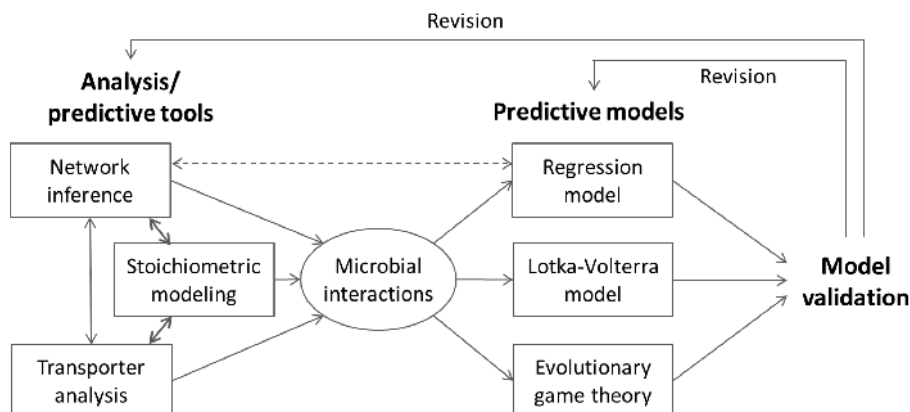 Revision
Revision
Analysis/
predictive tools
Predictive models
Network
inference
Regression
model
Stoichiometric
modeling
Microbial
interactions
Lotka-Volterra
model
Model
validation
Transporter
analysis
Evolutionary
game theory